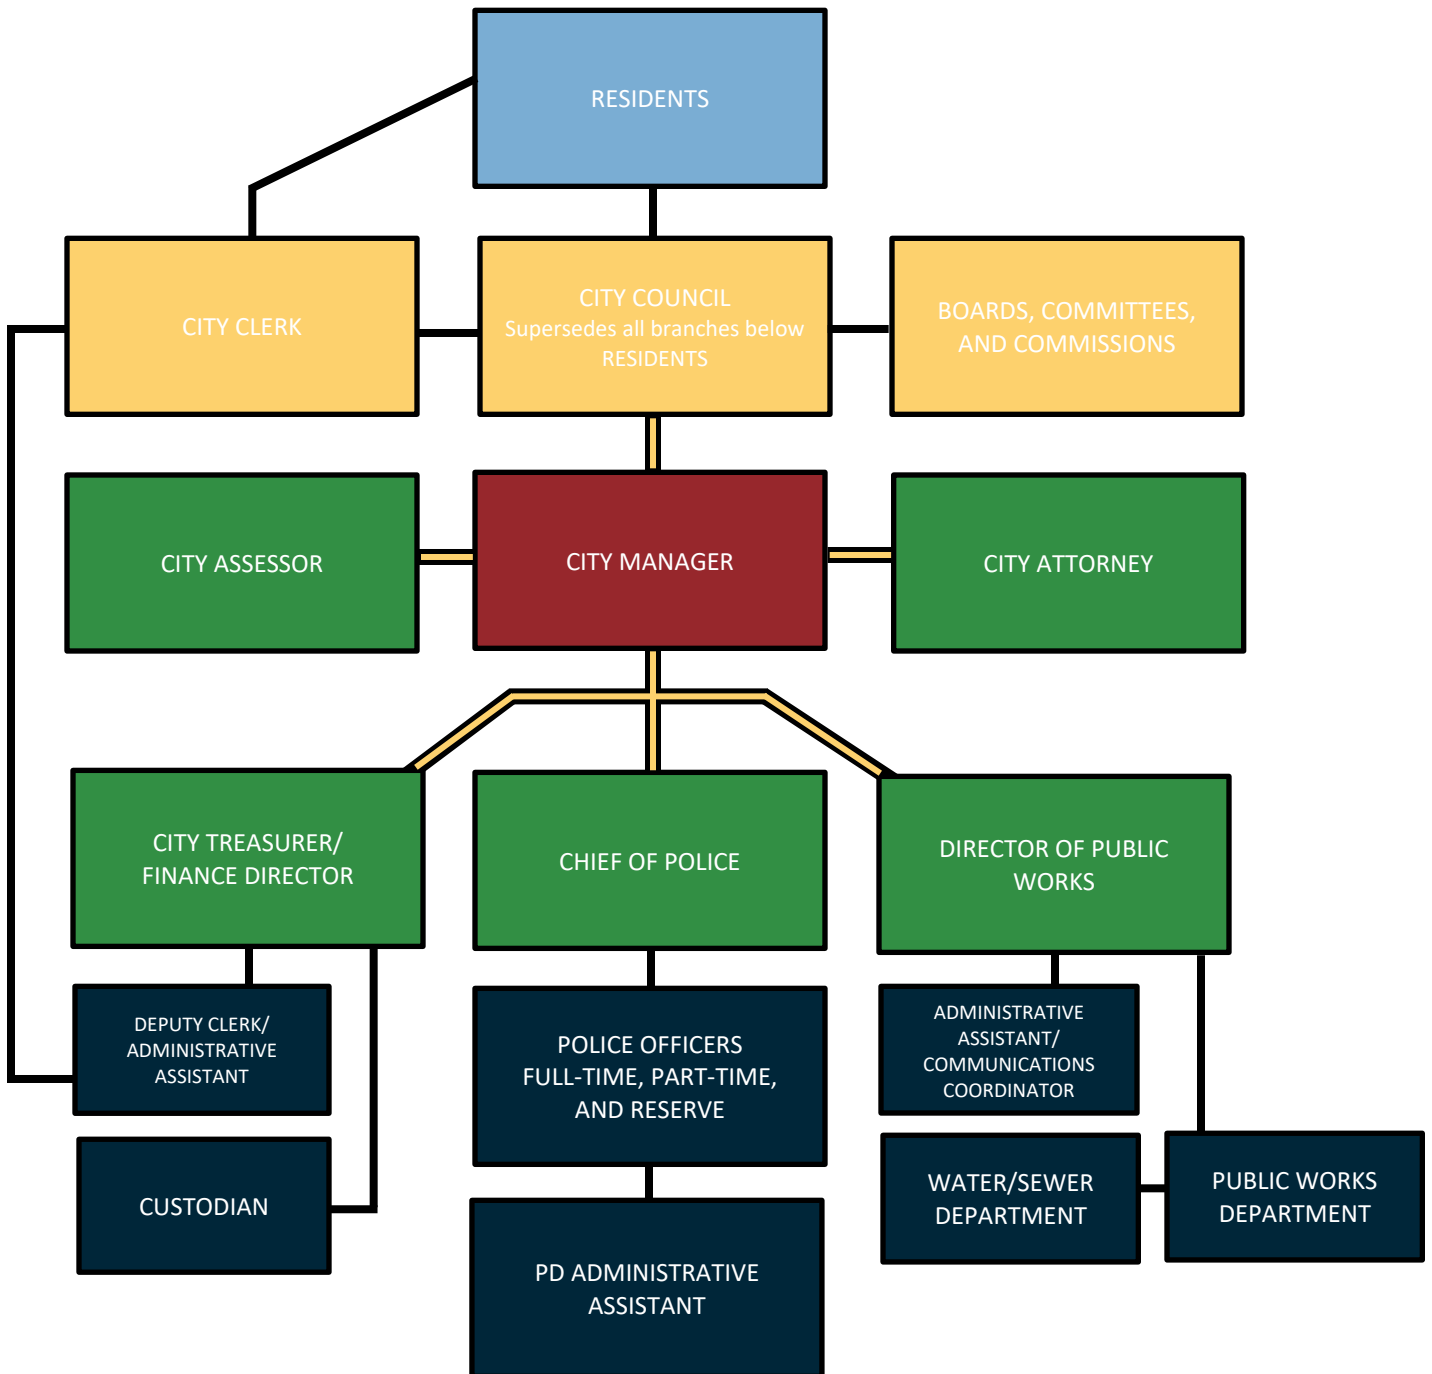 RESIDENTS
CITY CLERK
CITY COUNCIL
Supersedes all branches below
RESIDENTS
BOARDS, COMMITTEES,
AND COMMISSIONS
CITY ASSESSOR
CITY MANAGER
CITY ATTORNEY
CITY TREASURER/
FINANCE DIRECTOR
CHIEF OF POLICE
DIRECTOR OF PUBLIC
WORKS
DEPUTY CLERK/
ADMINISTRATIVE
ASSISTANT
POLICE OFFICERS
FULL-TIME, PART-TIME,
AND RESERVE
ADMINISTRATIVE
ASSISTANT/
COMMUNICATIONS
COORDINATOR
CUSTODIAN
WATER/SEWER
DEPARTMENT
PUBLIC WORKS
DEPARTMENT
PD ADMINISTRATIVE
ASSISTANT